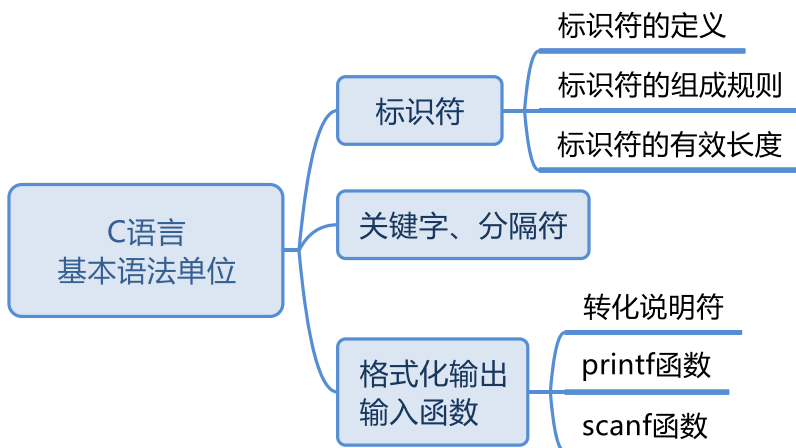 标识符的定义
标识符
标识符的组成规则
标识符的有效长度
C语言
基本语法单位
关键字、分隔符
转化说明符
格式化输出
输入函数
printf函数
scanf函数